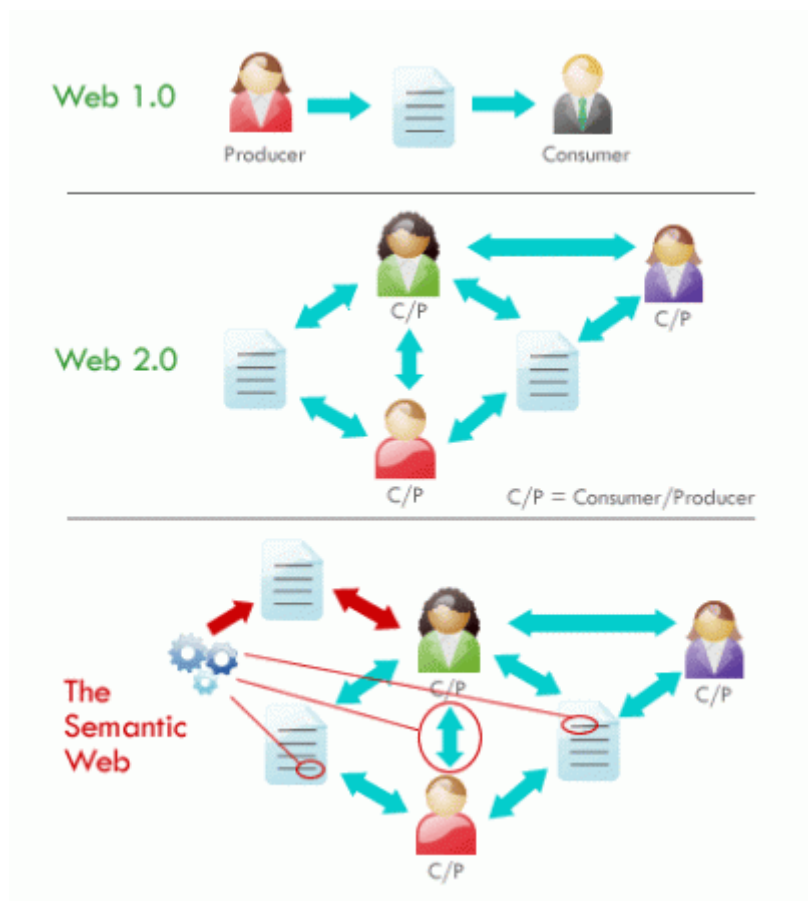 Web 1.0
Producer
Consumer
C/P
C/P
Web 2.0
C/P
C/P = Consumer/Producer
C/P
C/P
The
Semantic
Web
C/P